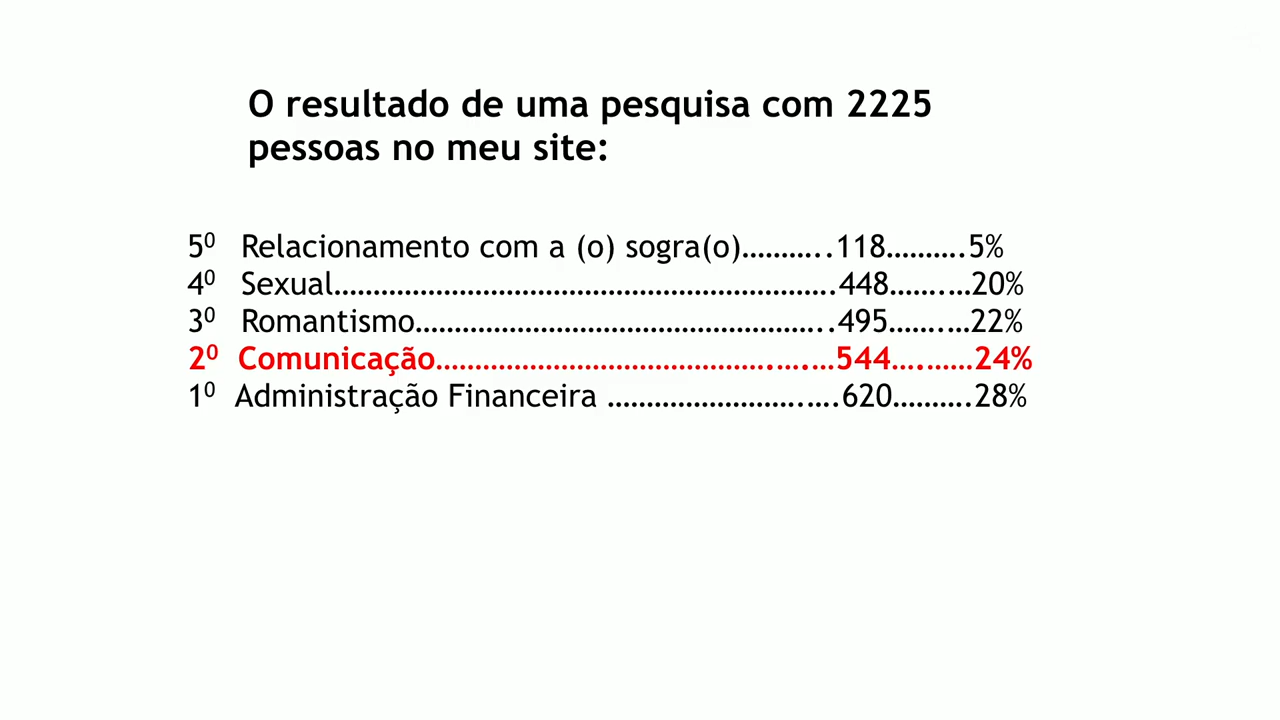 O resultado de uma pesquisa com 2225
pessoas no meu site:
5⁰ Relacionamento com a (o) sogra(o)………..118……….5%
4⁰ Sexual……………………………………………………….448…….…20%
3⁰ Romantismo……………………………………………..495…….…22%
2⁰ Comunicação…………………………………….….…544….……24%
1⁰ Administração Financeira …………………….….620……….28%